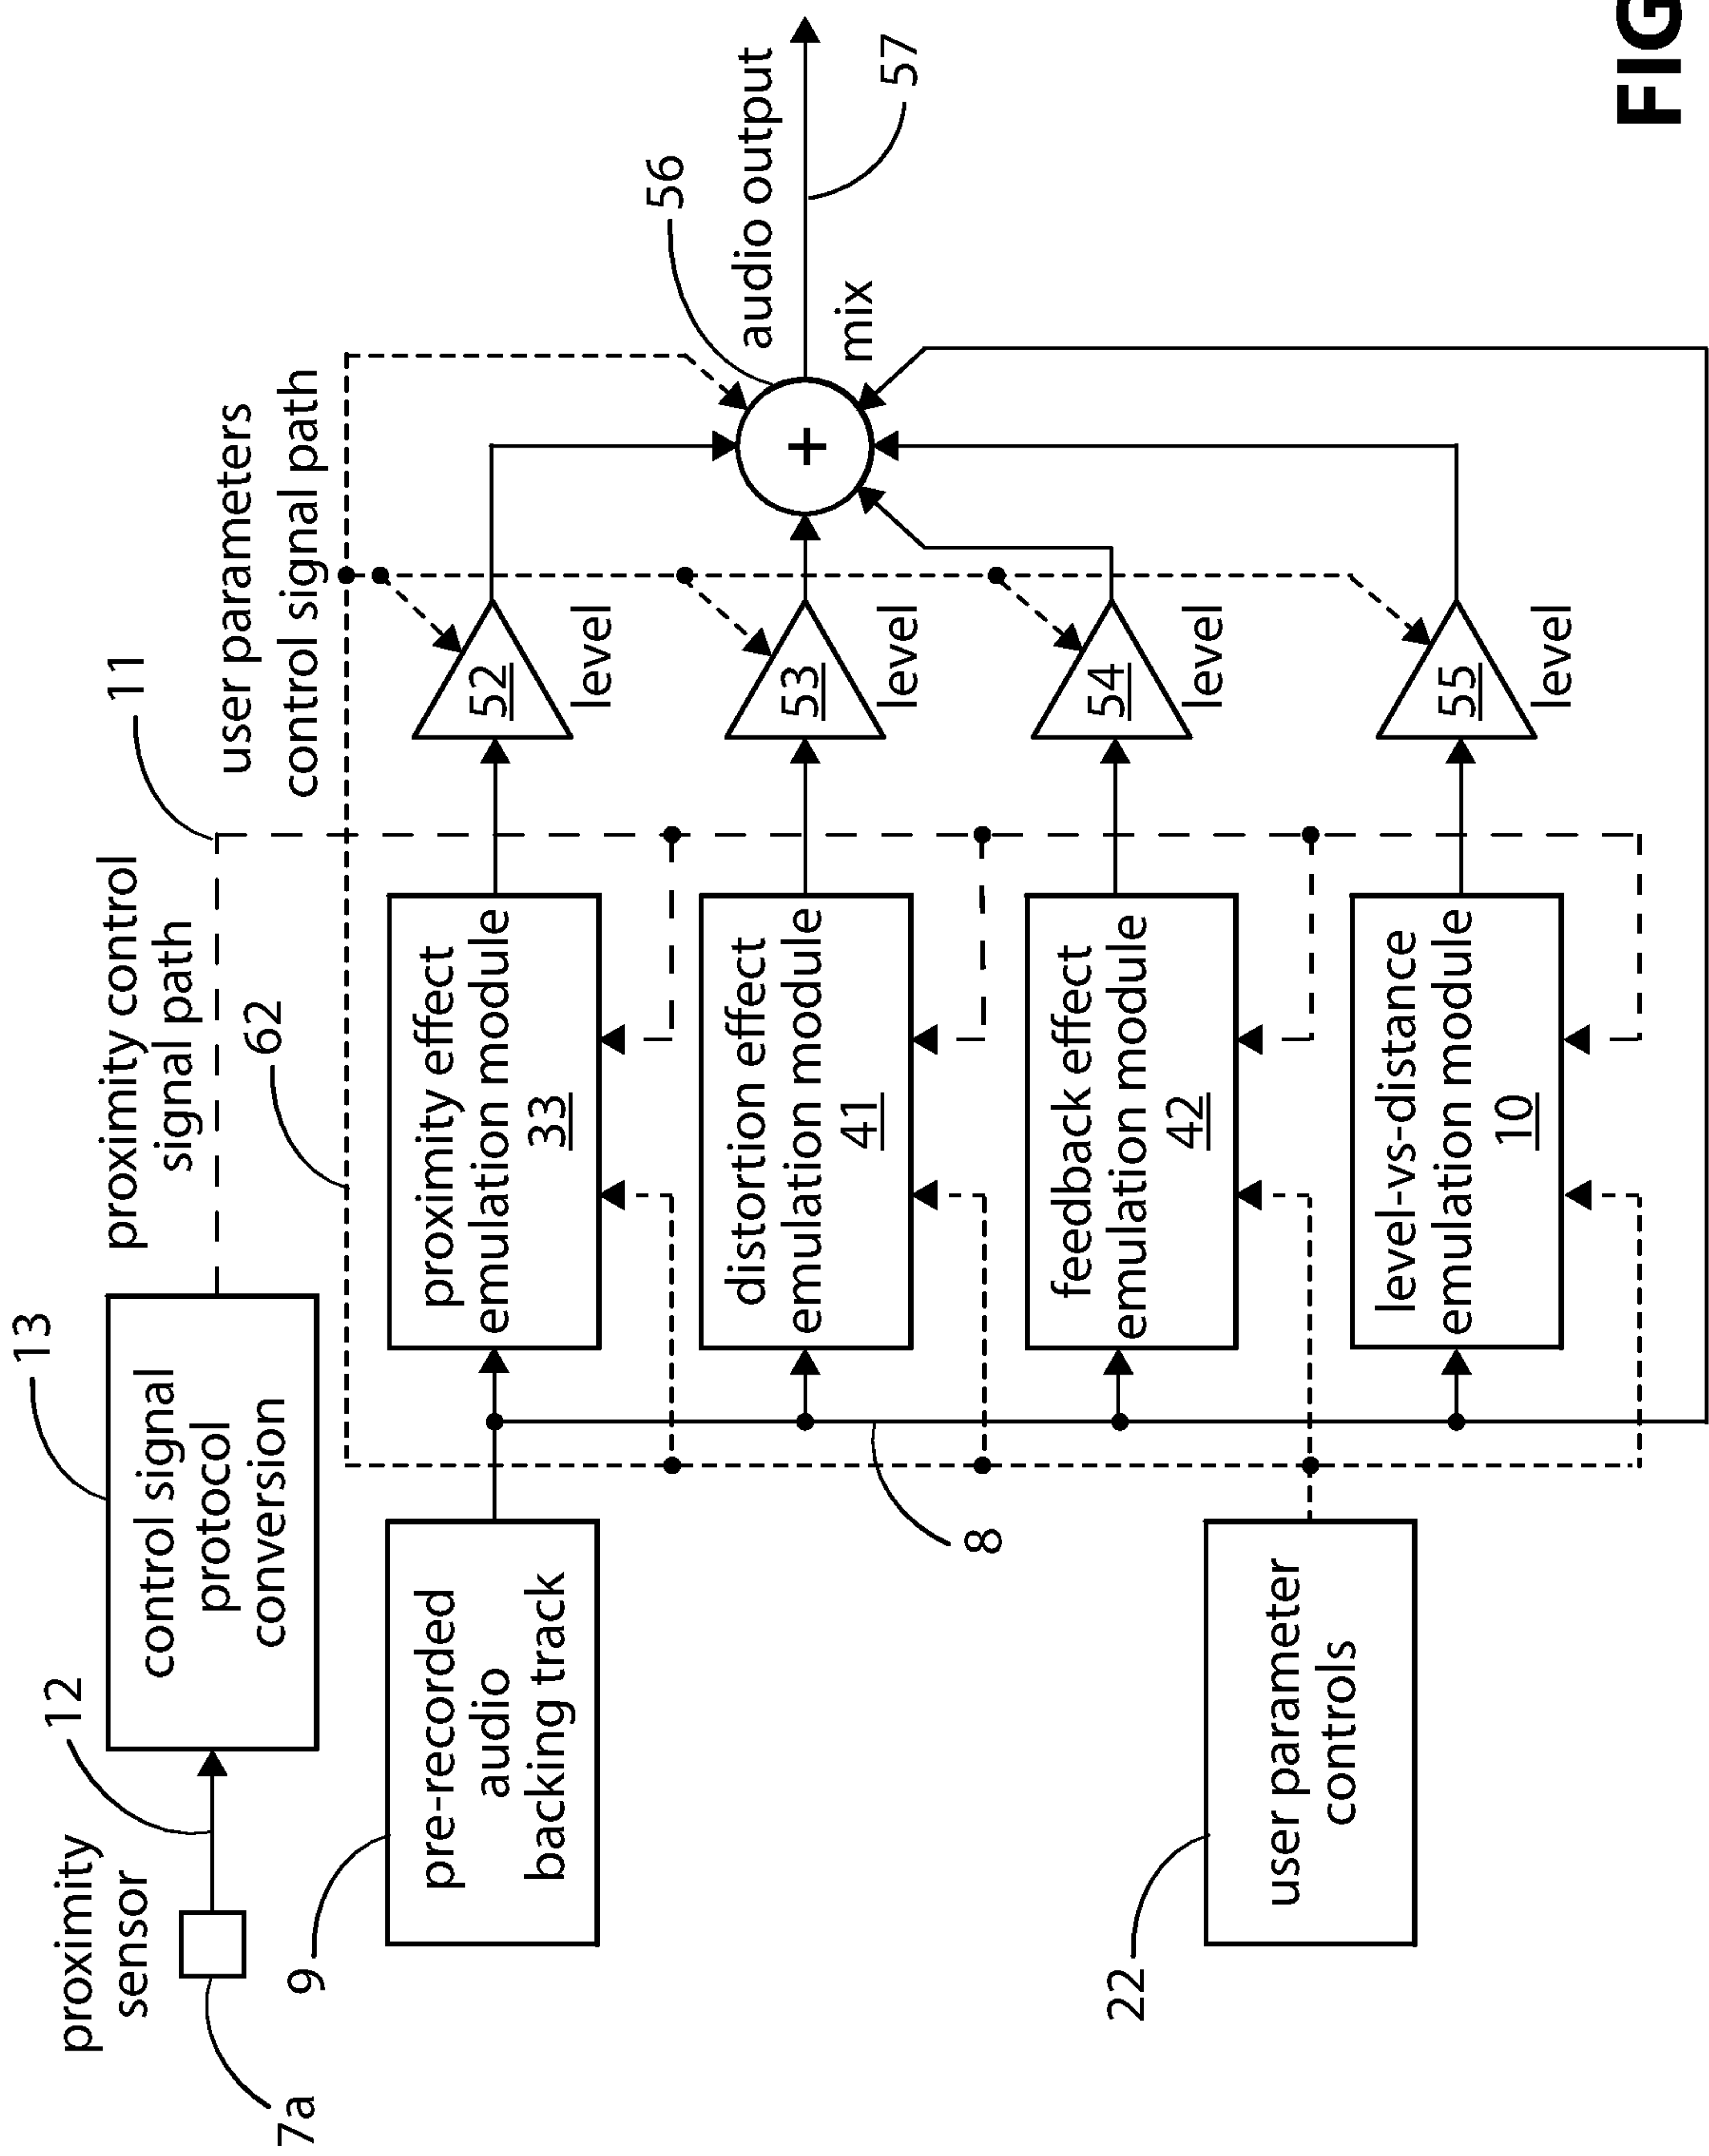 7a
proximity
sensor
12
13
control signal
protocol
conversion
proximity control
signal path
11
62
user parameters
control signal path
9
pre-recorded
audio
backing track
8
proximity effect
emulation module
33
52
level
distortion effect
emulation module
41
53
level
feedback effect
emulation module
42
54
level
level-vs-distance
emulation module
10
55
level
22
user parameter
controls
56
+
mix
audio output
57
FIG